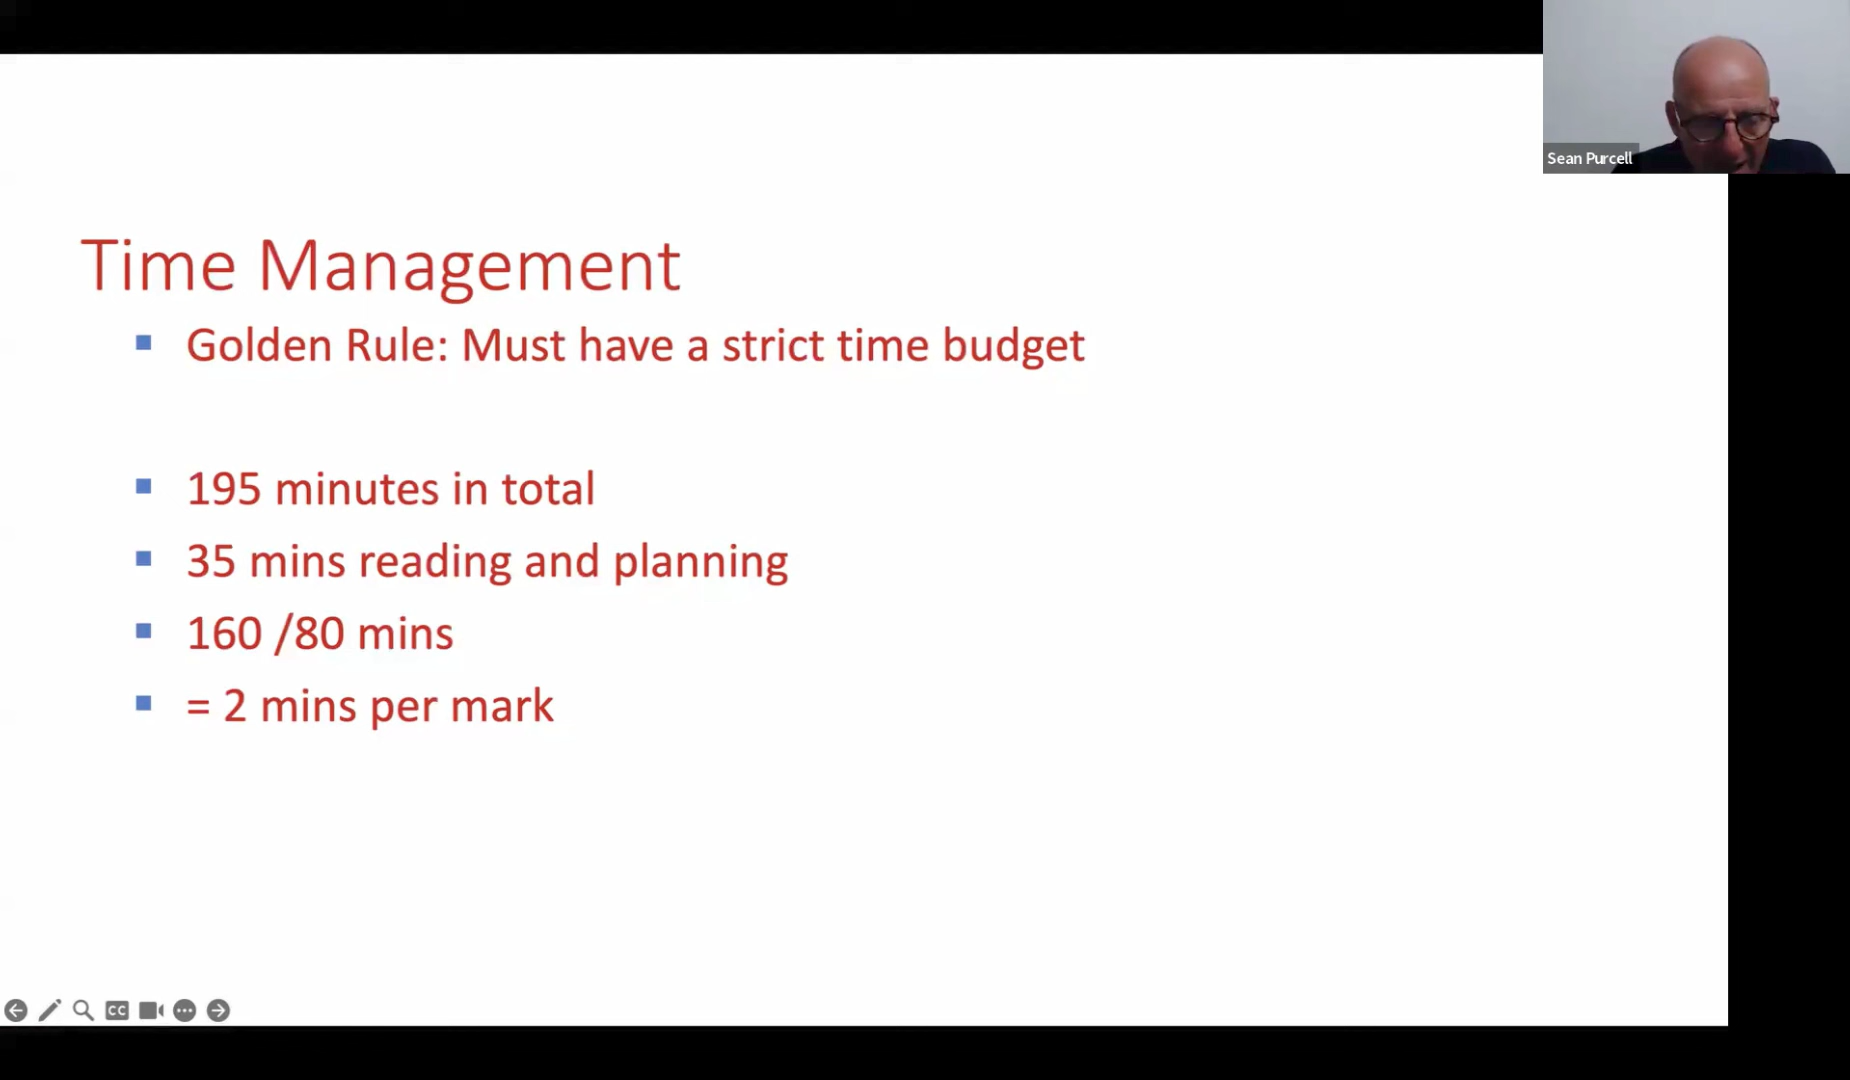 Sean Purcell
Time Management
Golden Rule: Must have a strict time budget
195 minutes in total
35 mins reading and planning
160 /80 mins
= 2 mins per mark
CC